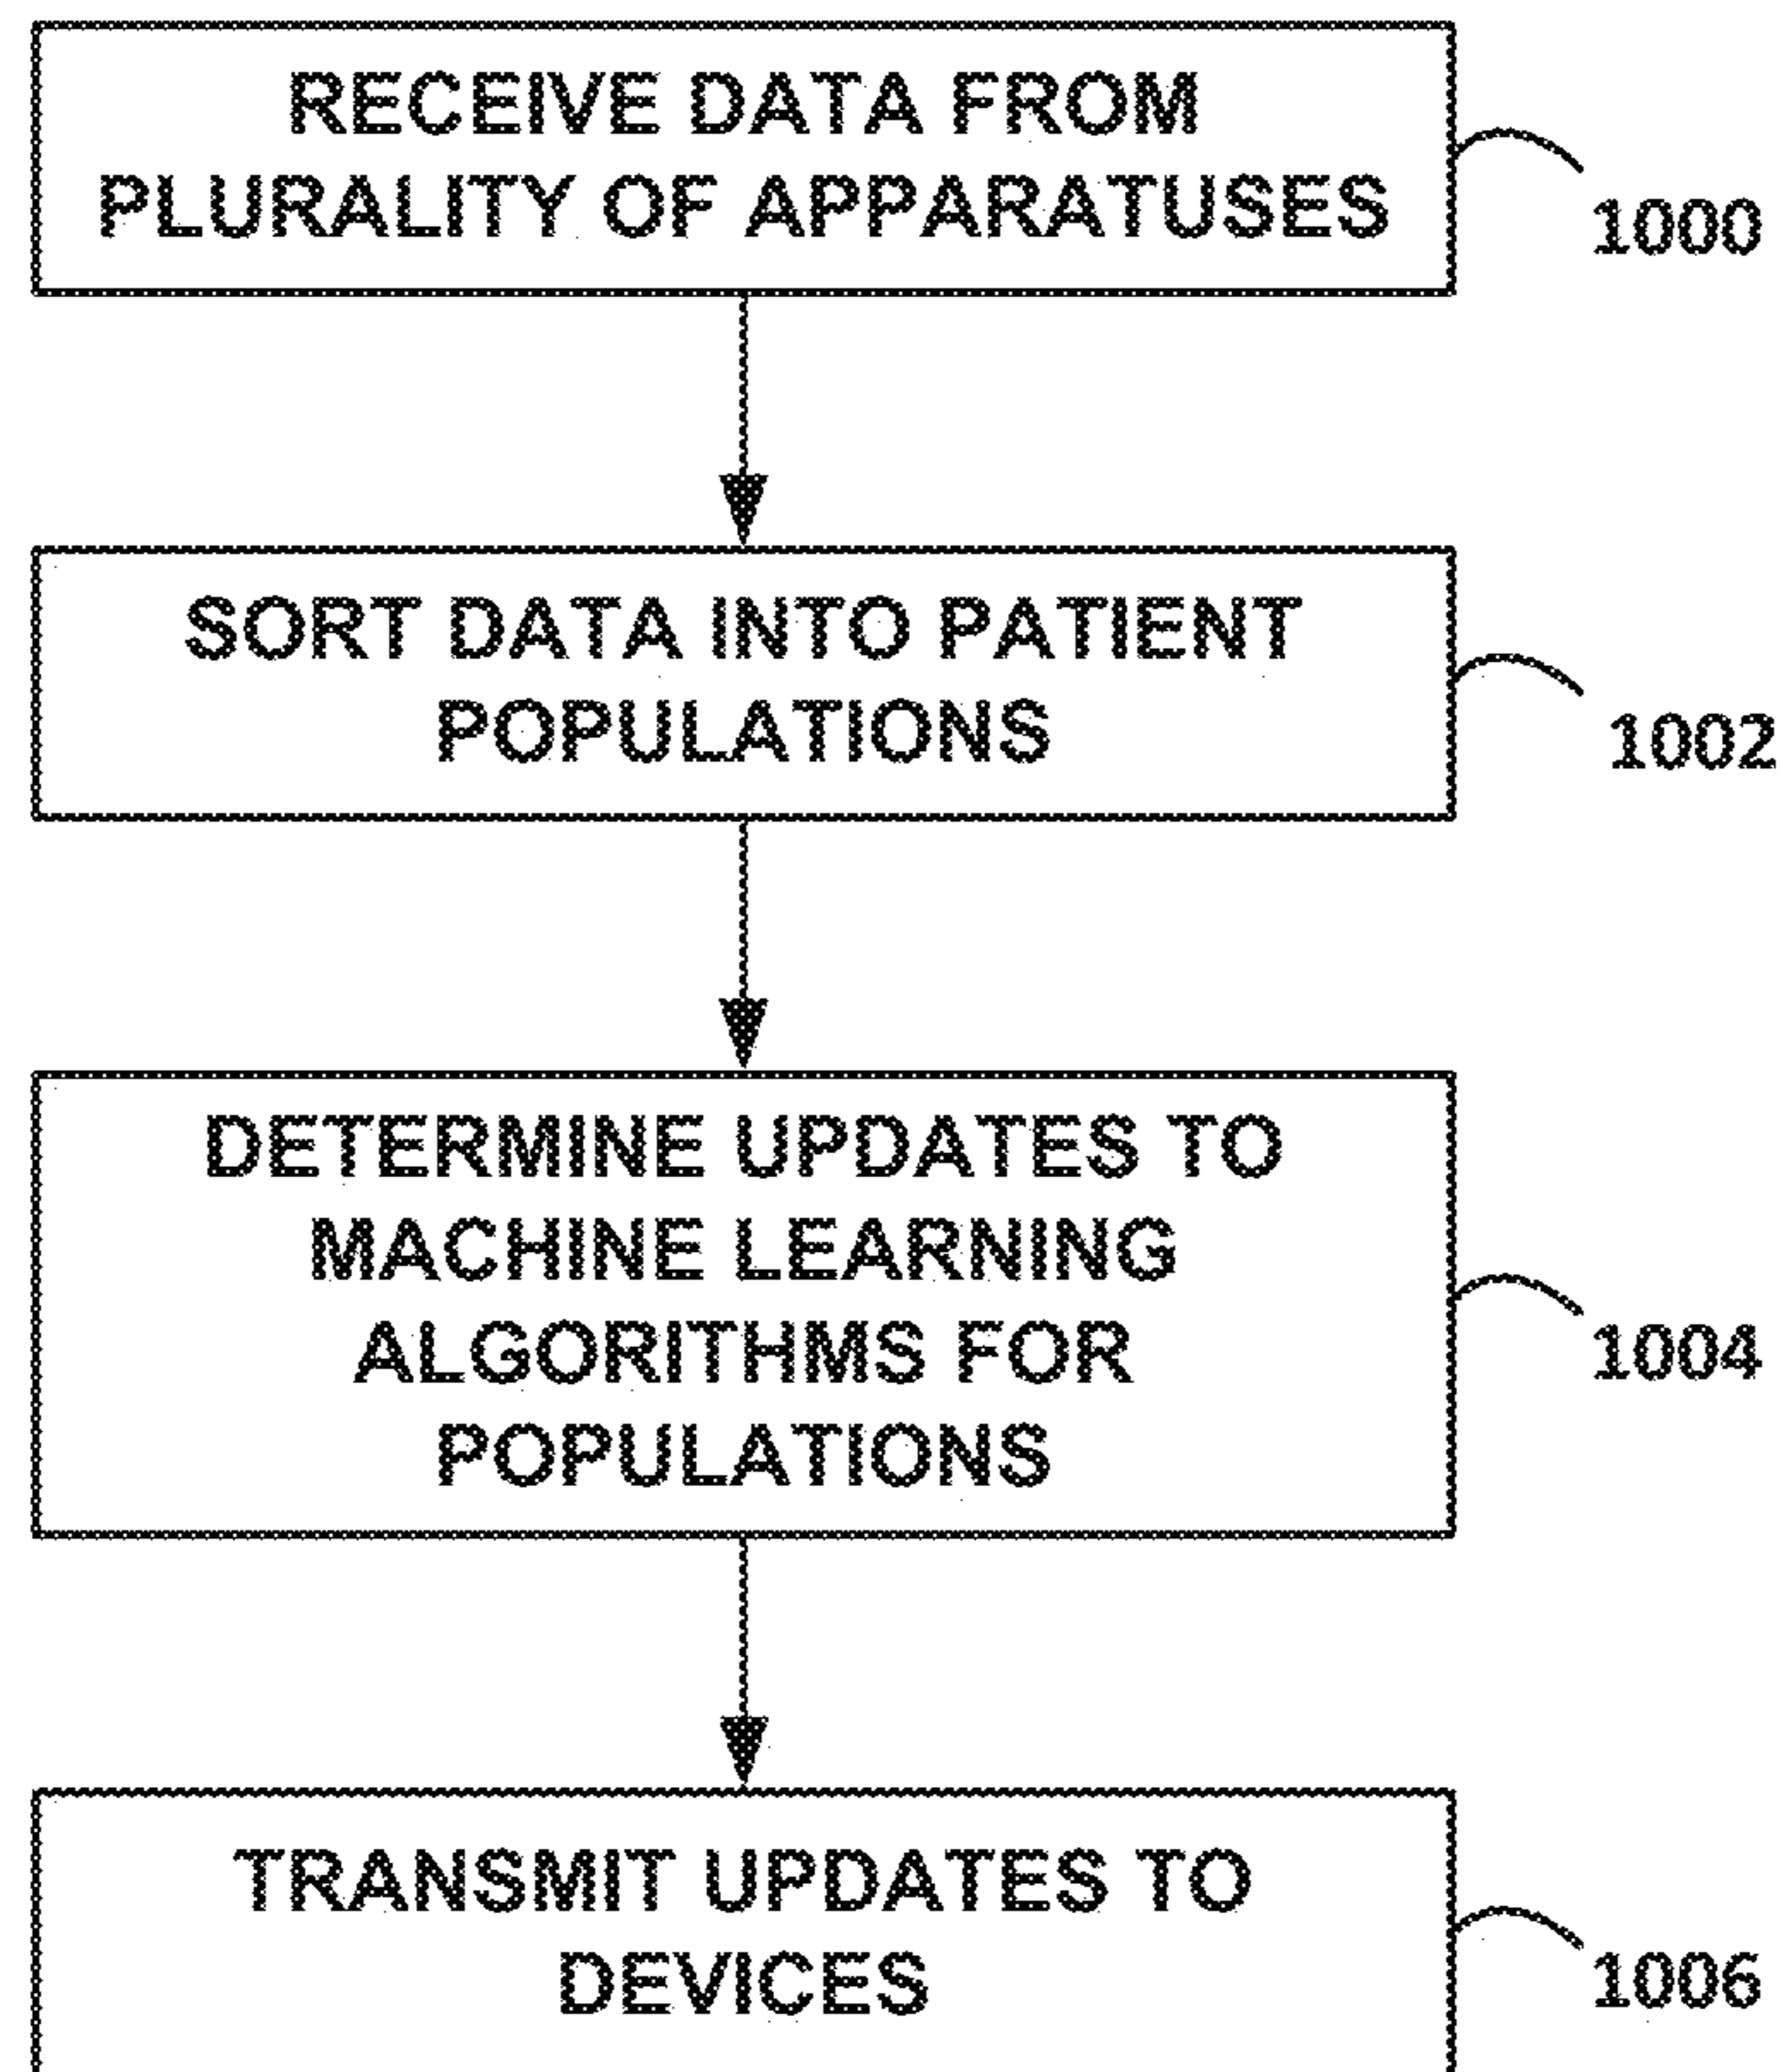 RECEIVE DATA FROM
PLURALITY OF APPARATUSES
1000
SORT DATA INTO PATIENT
POPULATIONS
1002
DETERMINE UPDATES TO
MACHINE LEARNING
ALGORITHMS FOR
POPULATIONS
1004
TRANSMIT UPDATES TO
DEVICES
1006